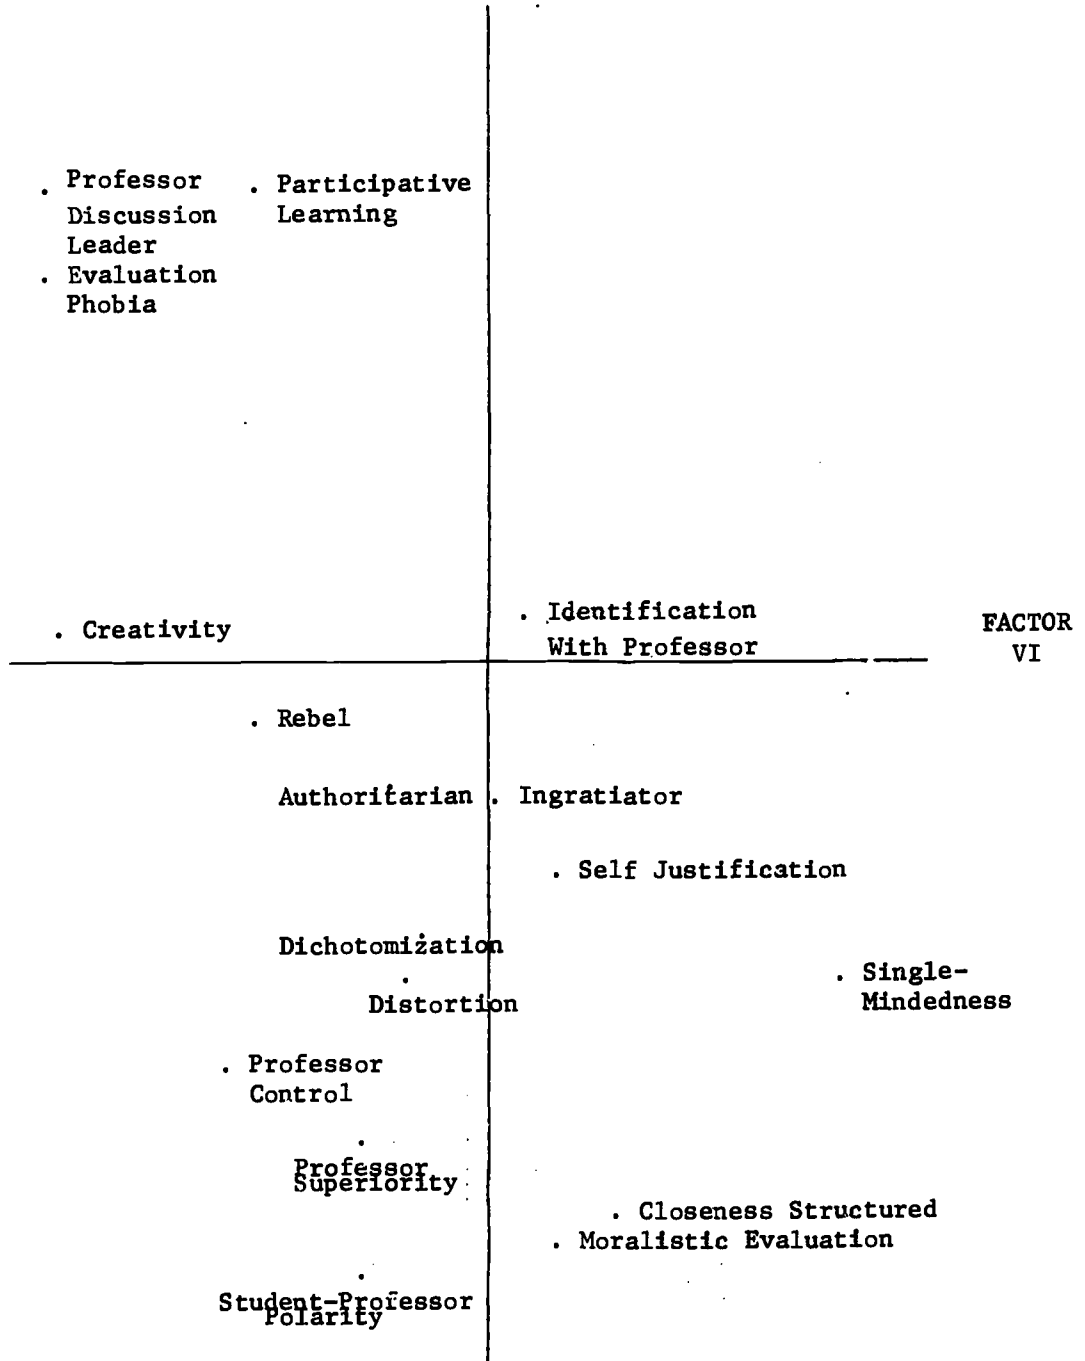 . Professor
Discussion
Leader
. Participative
Learning
. Evaluation
Phobia
. Creativity
. Identification
With Professor
FACTOR
VI
. Rebel
Authoritarian
. Ingratiator
. Self Justification
Dichotomization
. Single-
Mindedness
Distortion
. Professor
Control
Professor
Superiority
. Closeness Structured
. Moralistic Evaluation
Student-Professor
Polarity